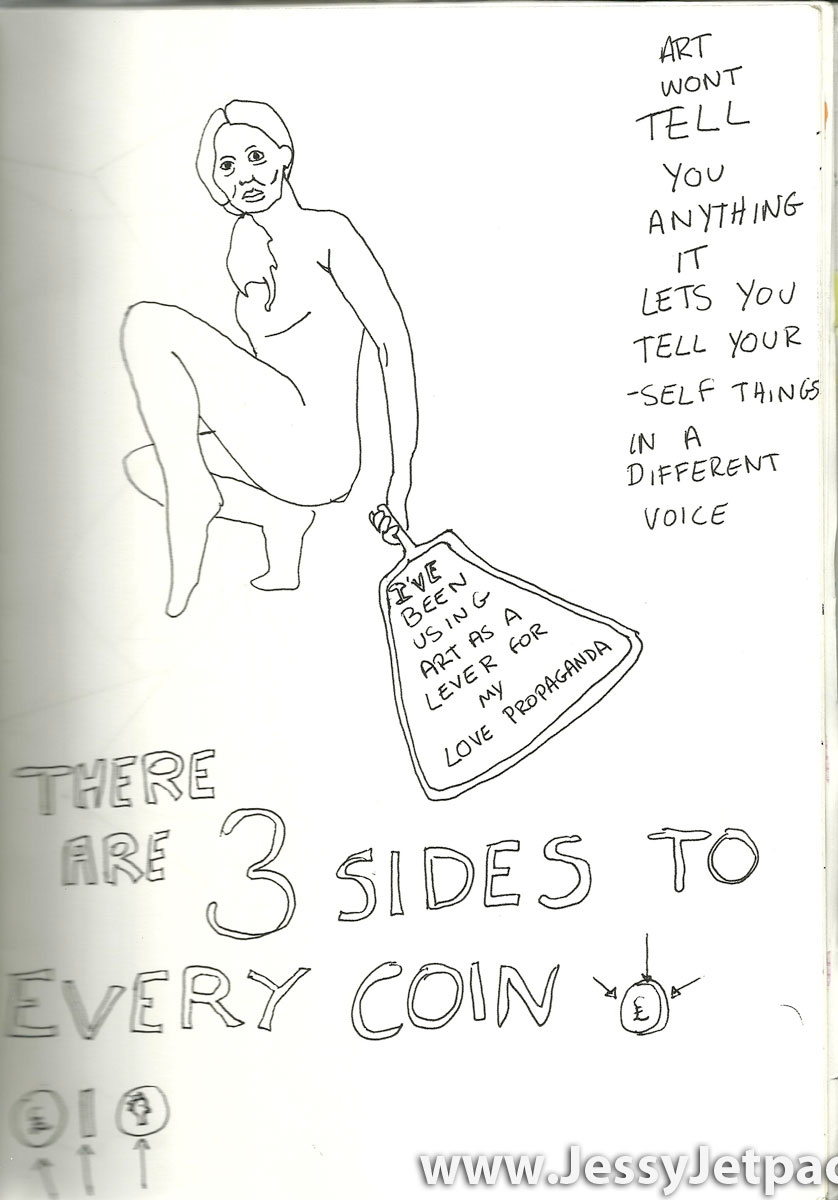 ART
WONT
TELL
YOU
ANYTHING
IT
LETS YOU
TELL YOUR
-SELF THINGS
IN A
DIFFERENT
VOICE
I'VE
BEEN
USING
ART AS A
LEVER FOR
MY
LOVE PROPAGANDA
THERE
ARE 3 SIDES TO
EVERY COIN £
£
www.JessyJetpac